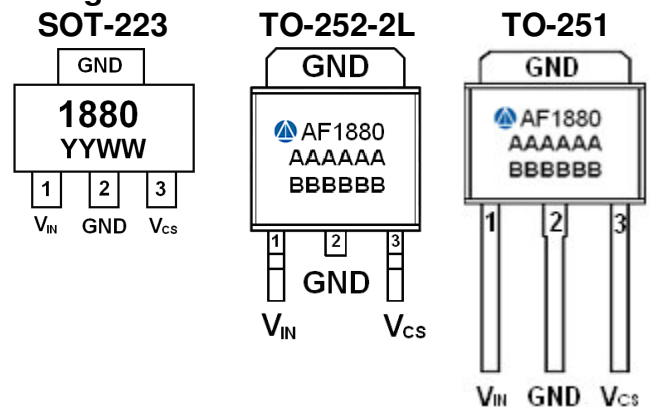 SOT-223 TO-252-2L TO-251
GND
1880
YYWW
1 2 3
VIN GND VCS
GND
AF1880
AAAAAA
BBBBBB
1 2 3
GND
VIN VCS
GND
AF1880
AAAAAA
BBBBBB
1 2 3
VIN GND VCS